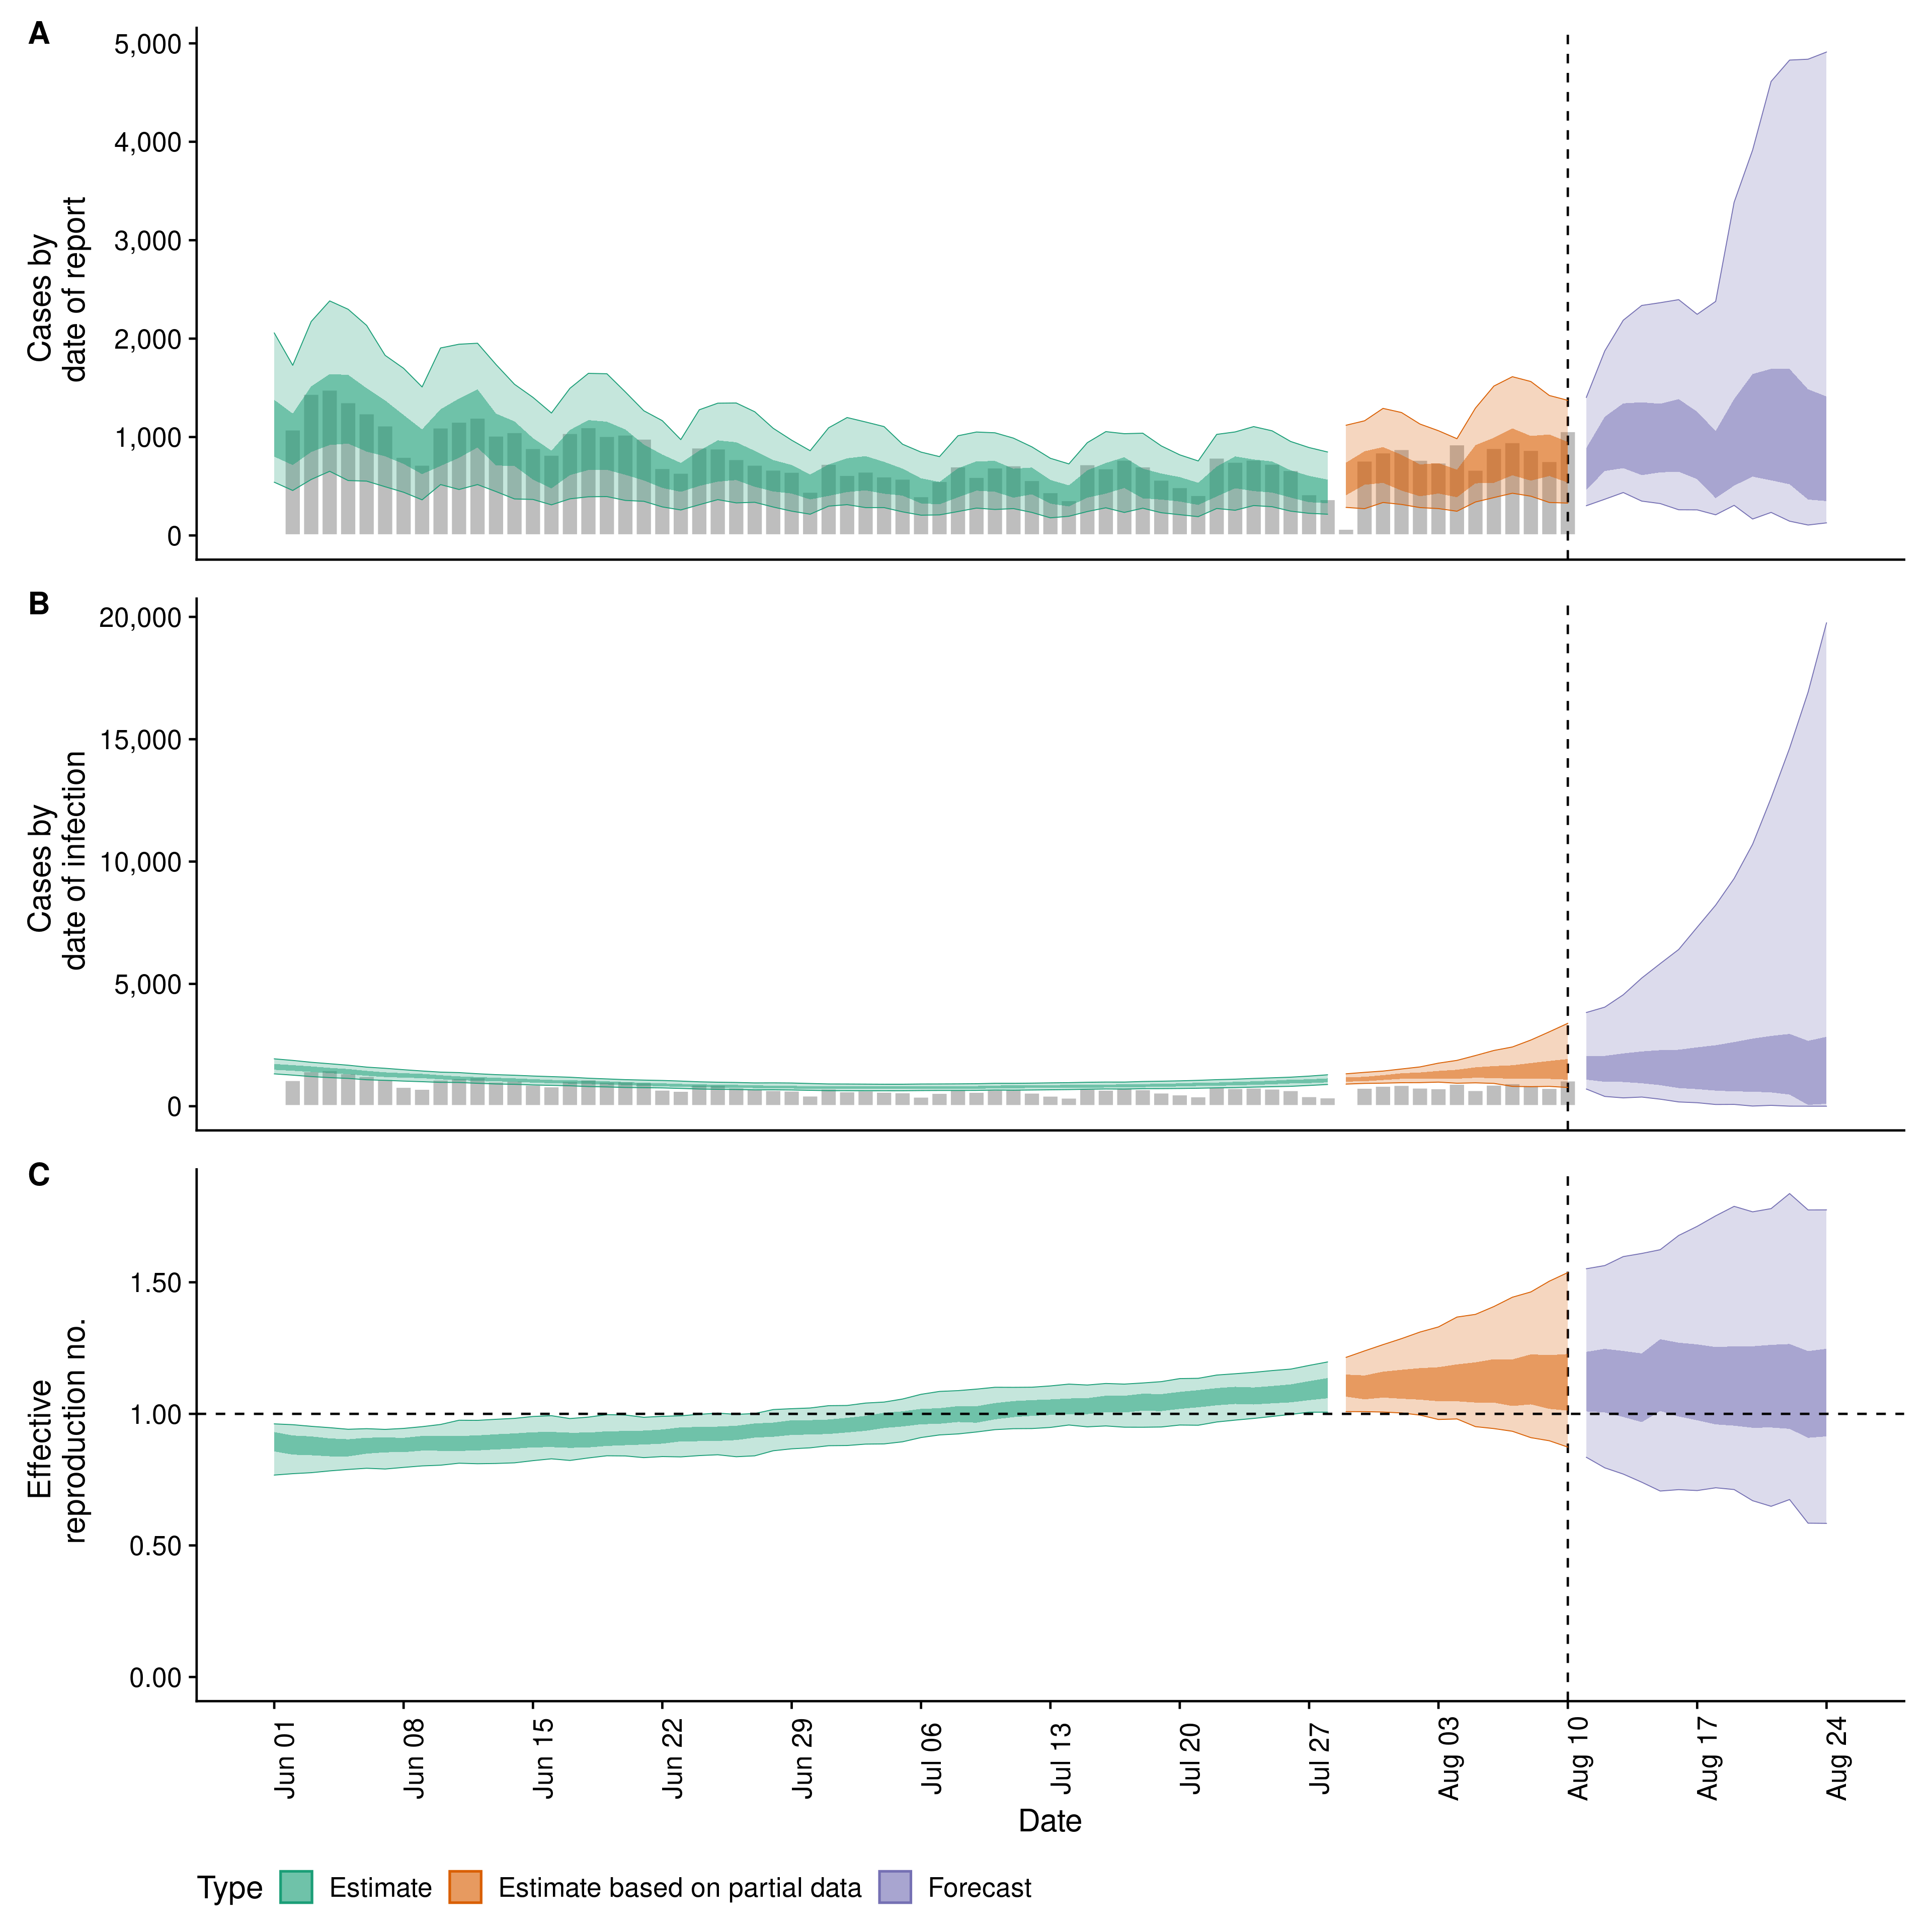 A
5,000
4,000
3,000
2,000
1,000
0
Cases by
date of report
B
20,000
15,000
10,000
5,000
0
Cases by
date of infection
C
1.50
1.00
0.50
0.00
Effective
reproduction no.
Jun 01
Jun 08
Jun 15
Jun 22
Jun 29
Jul 06
Jul 13
Jul 20
Jul 27
Aug 03
Aug 10
Aug 17
Aug 24
Date
Type Estimate Estimate based on partial data Forecast